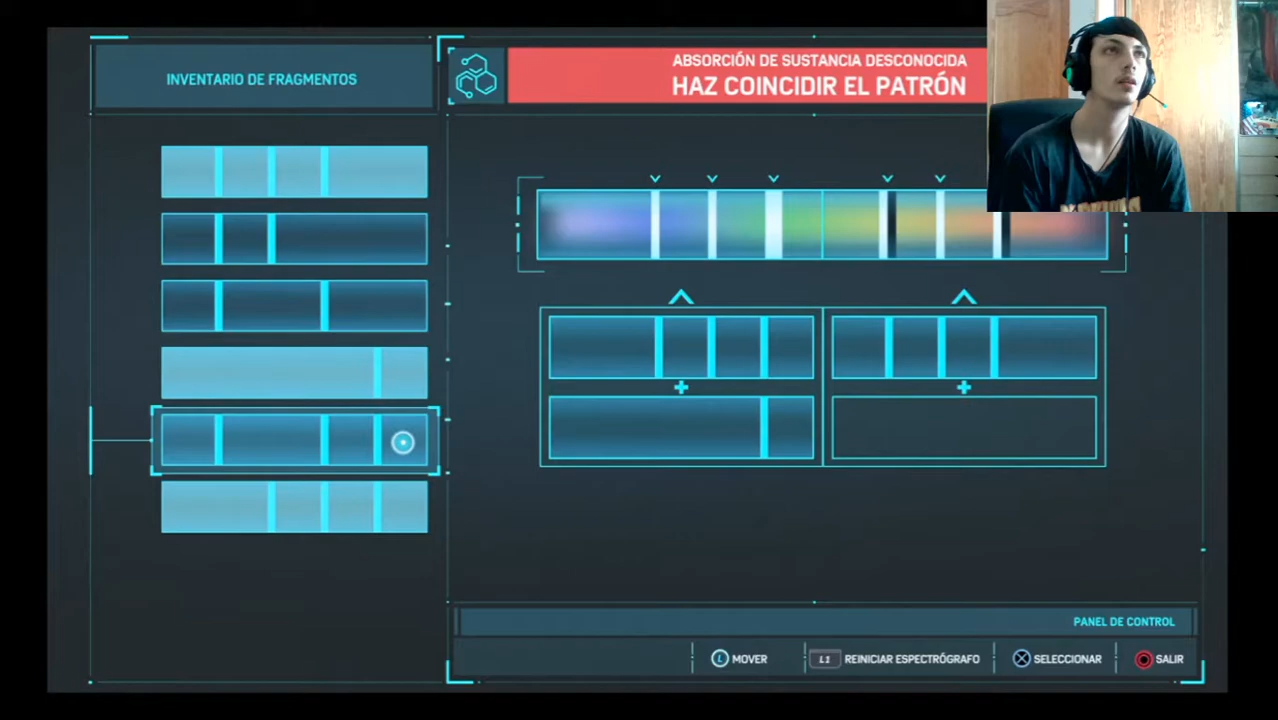 INVENTARIO DE FRAGMENTOS
ABSORCIÓN DE SUSTANCIA DESCONOCIDA
HAZ COINCIDIR EL PATRÓN
PANEL DE CONTROL
L MOVER
L1 REINICIAR ESPECTRÓGRAFO
SELECCIONAR
SALIR